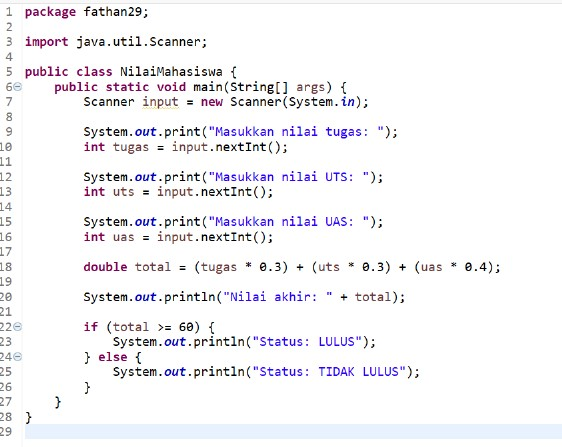 1 package fathan29;
2
3 import java.util.Scanner;
4
5 public class NilaiMahasiswa {
6     public static void main(String[] args) {
7         Scanner input = new Scanner(System.in);
8
9         System.out.print("Masukkan nilai tugas: ");
10         int tugas = input.nextInt();
11
12         System.out.print("Masukkan nilai UTS: ");
13         int uts = input.nextInt();
14
15         System.out.print("Masukkan nilai UAS: ");
16         int uas = input.nextInt();
17
18         double total = (tugas * 0.3) + (uts * 0.3) + (uas * 0.4);
19
20         System.out.println("Nilai akhir: " + total);
21
22         if (total >= 60) {
23             System.out.println("Status: LULUS");
24         } else {
25             System.out.println("Status: TIDAK LULUS");
26         }
27     }
28 }
29